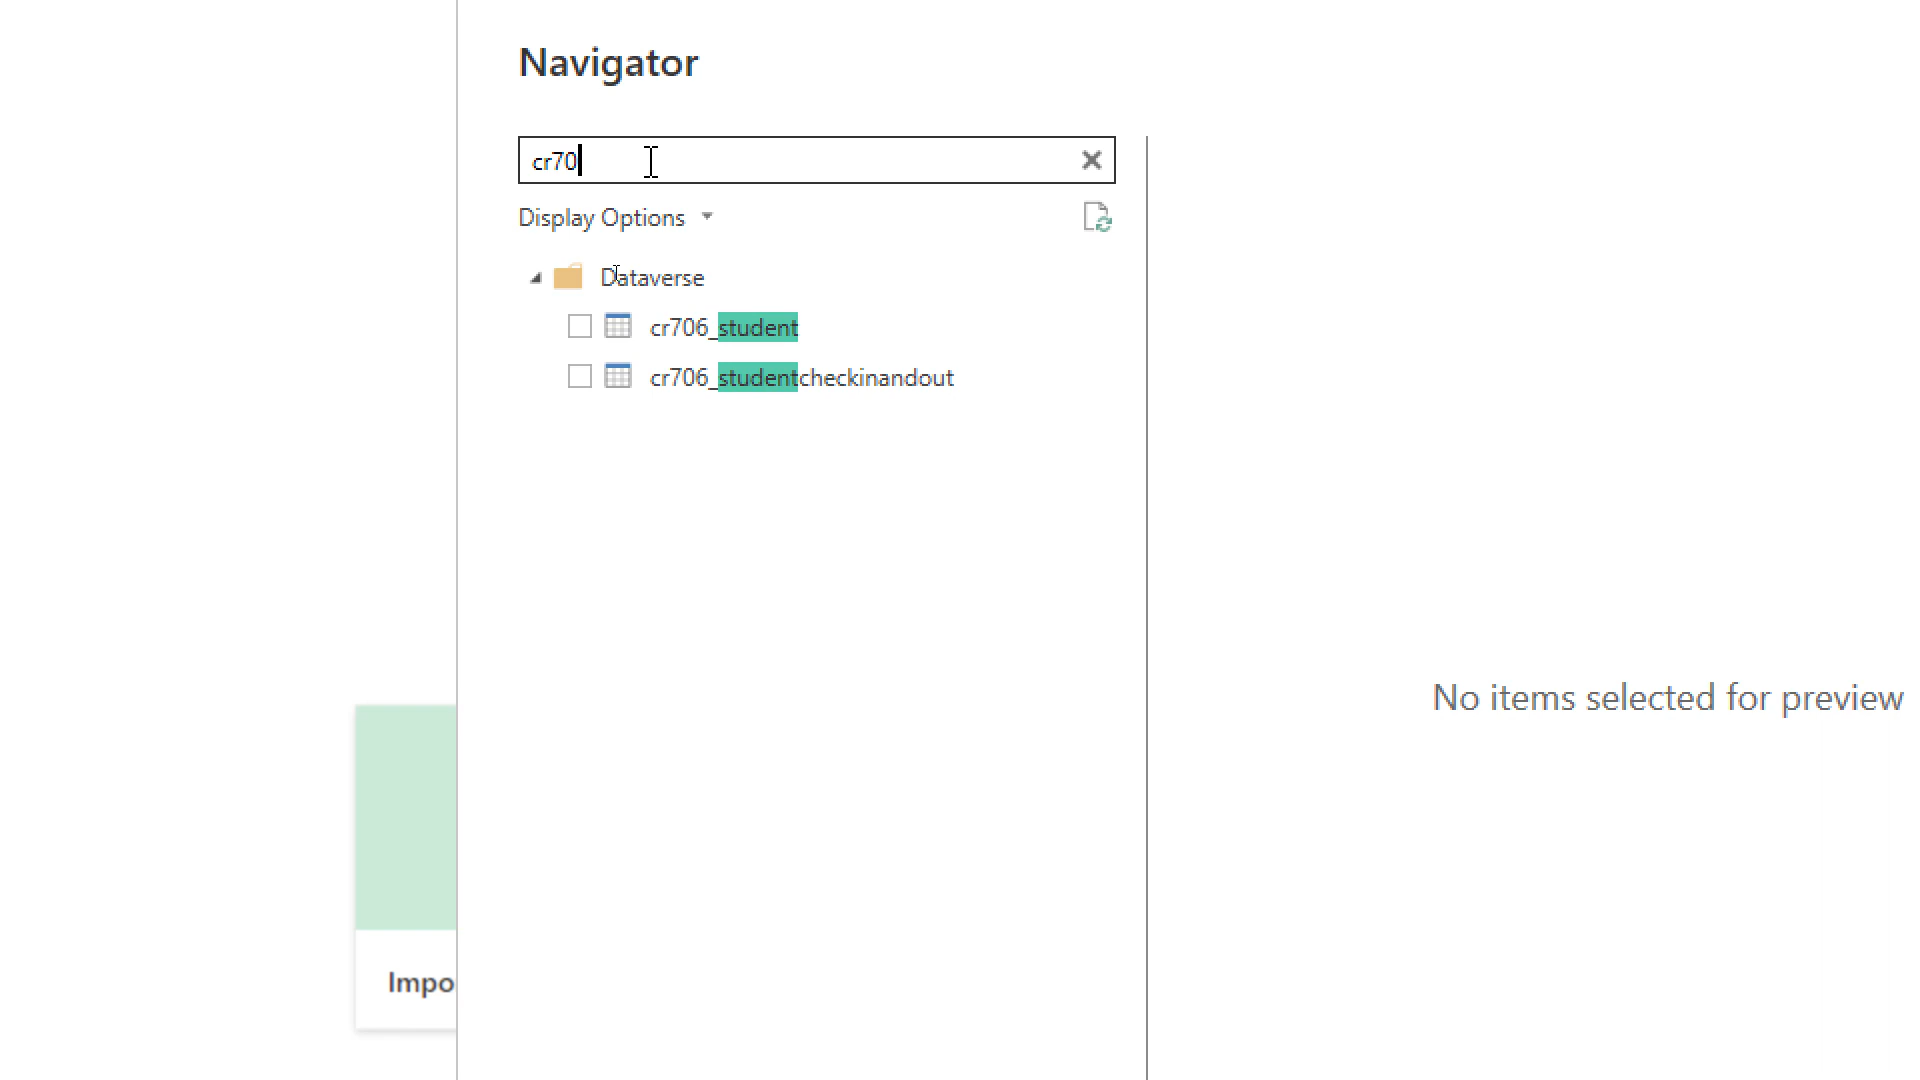 Navigator
cr70
Display Options
Dataverse
cr706_student
cr706_studentcheckinandout
No items selected for preview
Impo